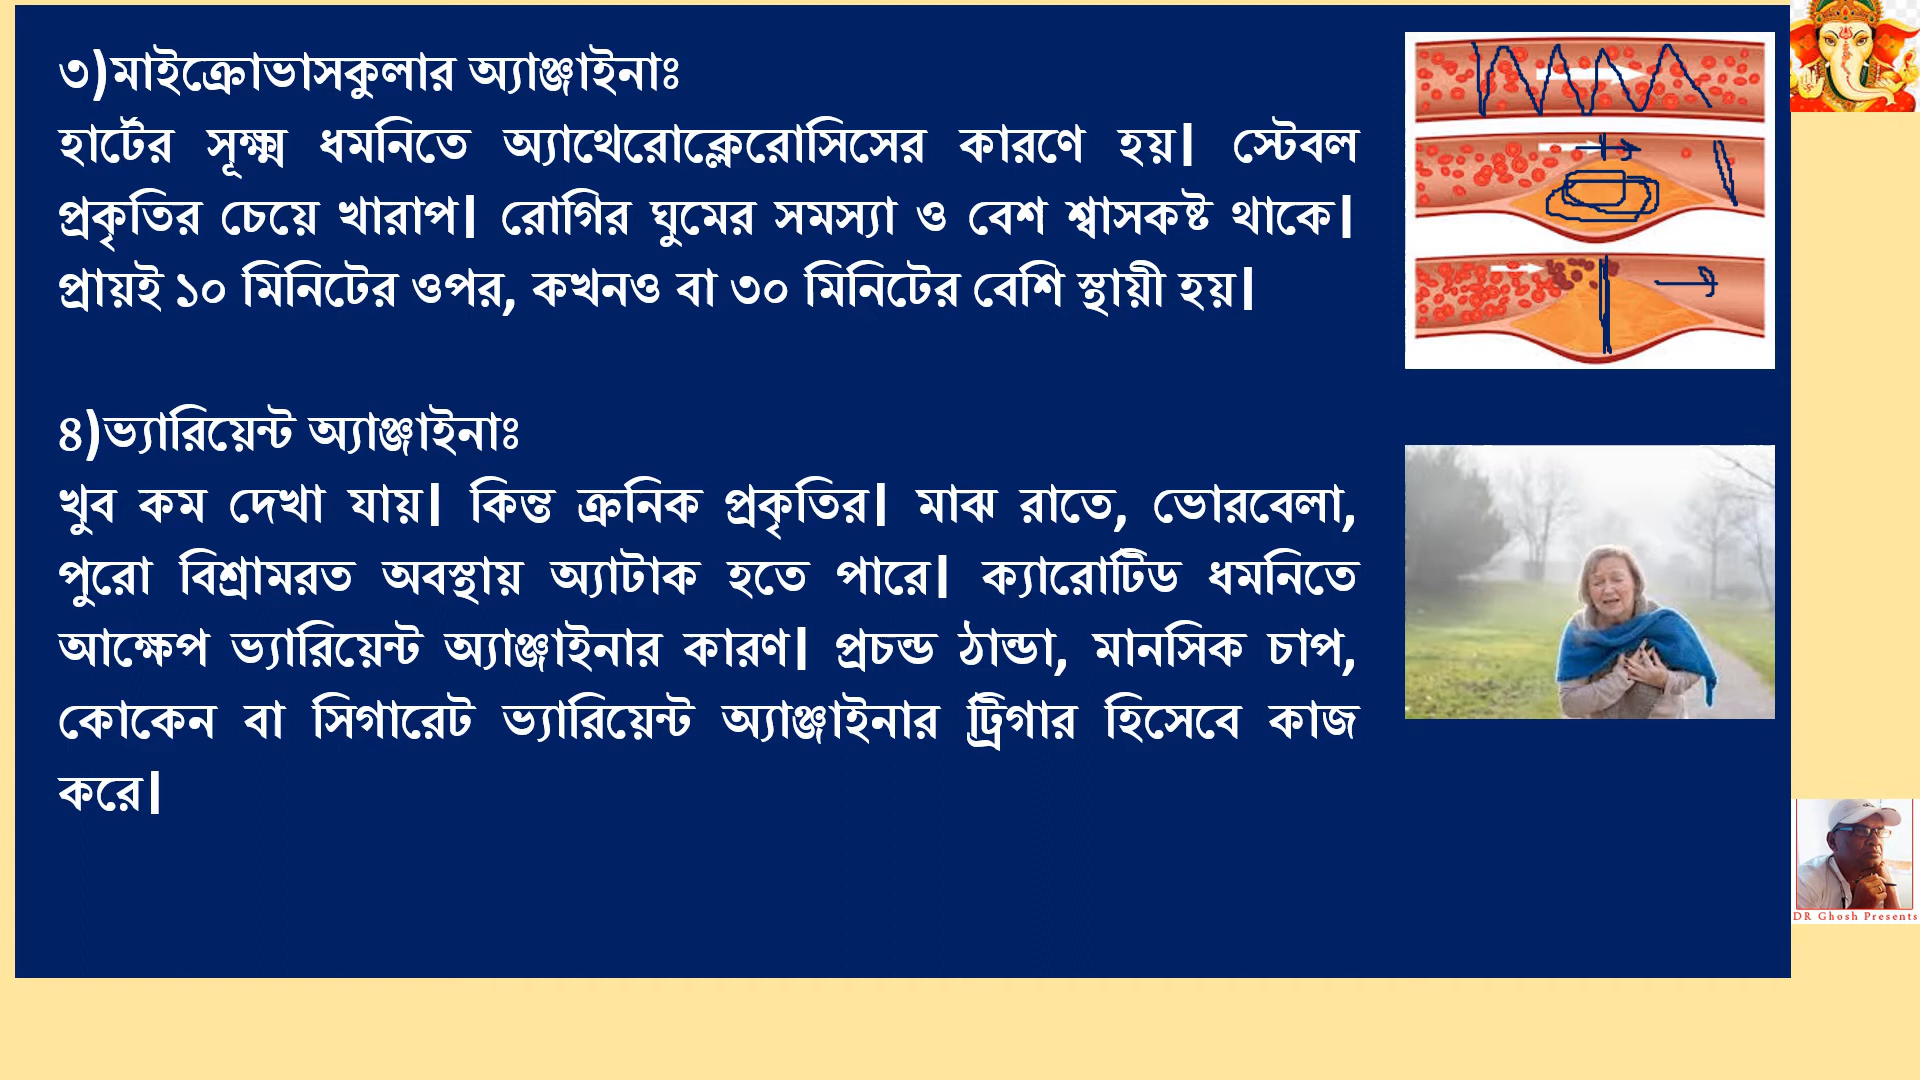 ৩)মাইক্রোভাসকুলার অ্যাঞ্জাইনাঃ
হার্টের সূক্ষ্ম ধমনিতে অ্যাথেরোক্লেরোসিসের কারণে হয়। স্টেবল
প্রকৃতির চেয়ে খারাপ। রোগির ঘুমের সমস্যা ও বেশ শ্বাসকষ্ট থাকে।
প্রায়ই ১০ মিনিটের ওপর, কখনও বা ৩০ মিনিটের বেশি স্থায়ী হয়।
৪)ভ্যারিয়েন্ট অ্যাঞ্জাইনাঃ
খুব কম দেখা যায়। কিন্ত ক্রনিক প্রকৃতির। মাঝ রাতে, ভোরবেলা,
পুরো বিশ্রামরত অবস্থায় অ্যাটাক হতে পারে। ক্যারোটিড ধমনিতে
আক্ষেপ ভ্যারিয়েন্ট অ্যাঞ্জাইনার কারণ। প্রচন্ড ঠান্ডা, মানসিক চাপ,
কোকেন বা সিগারেট ভ্যারিয়েন্ট অ্যাঞ্জাইনার ট্রিগার হিসেবে কাজ
করে।
DR Ghosh Presents